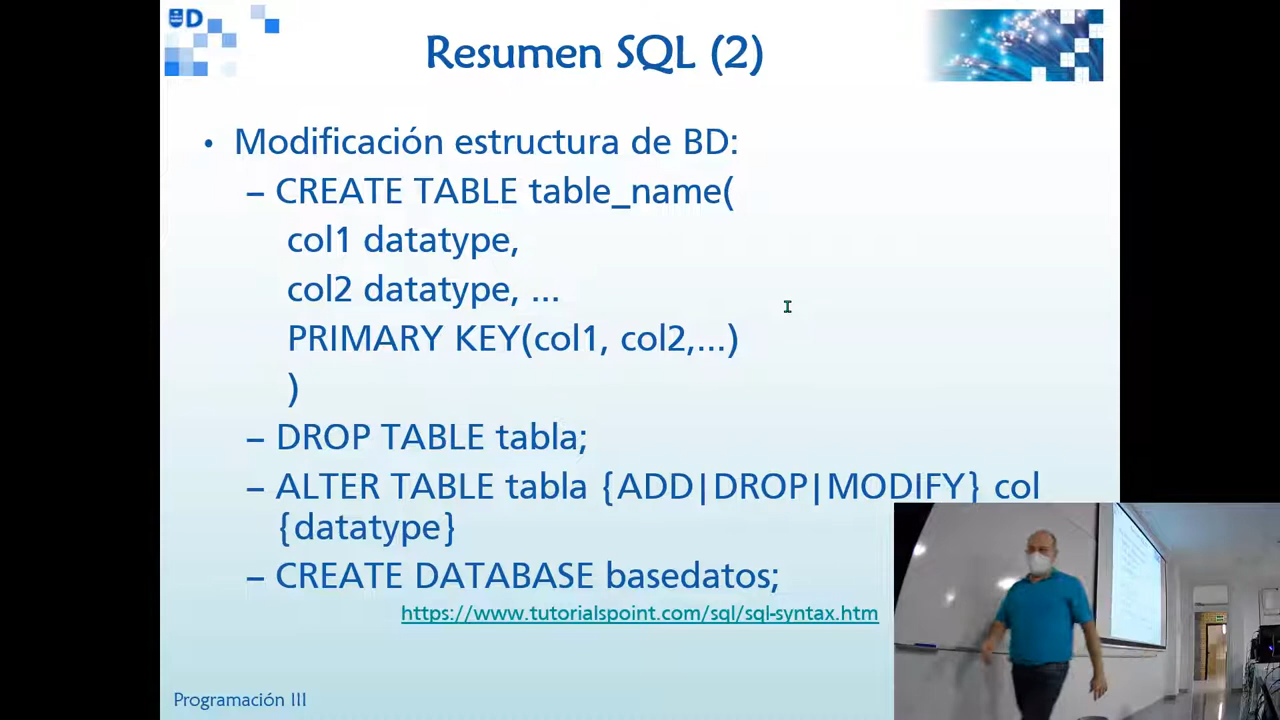 D
Resumen SQL (2)
• Modificación estructura de BD:
– CREATE TABLE table_name(
col1 datatype,
col2 datatype, ...
PRIMARY KEY(col1, col2,...)
)
– DROP TABLE tabla;
– ALTER TABLE tabla {ADD|DROP|MODIFY} col
{datatype}
– CREATE DATABASE basedatos;
https://www.tutorialspoint.com/sql/sql-syntax.htm
Programación III